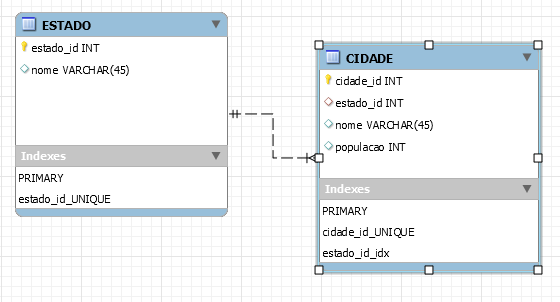 ESTADO
estado_id INT
nome VARCHAR(45)
Indexes
PRIMARY
estado_id_UNIQUE
CIDADE
cidade_id INT
estado_id INT
nome VARCHAR(45)
populacao INT
Indexes
PRIMARY
cidade_id_UNIQUE
estado_id_idx